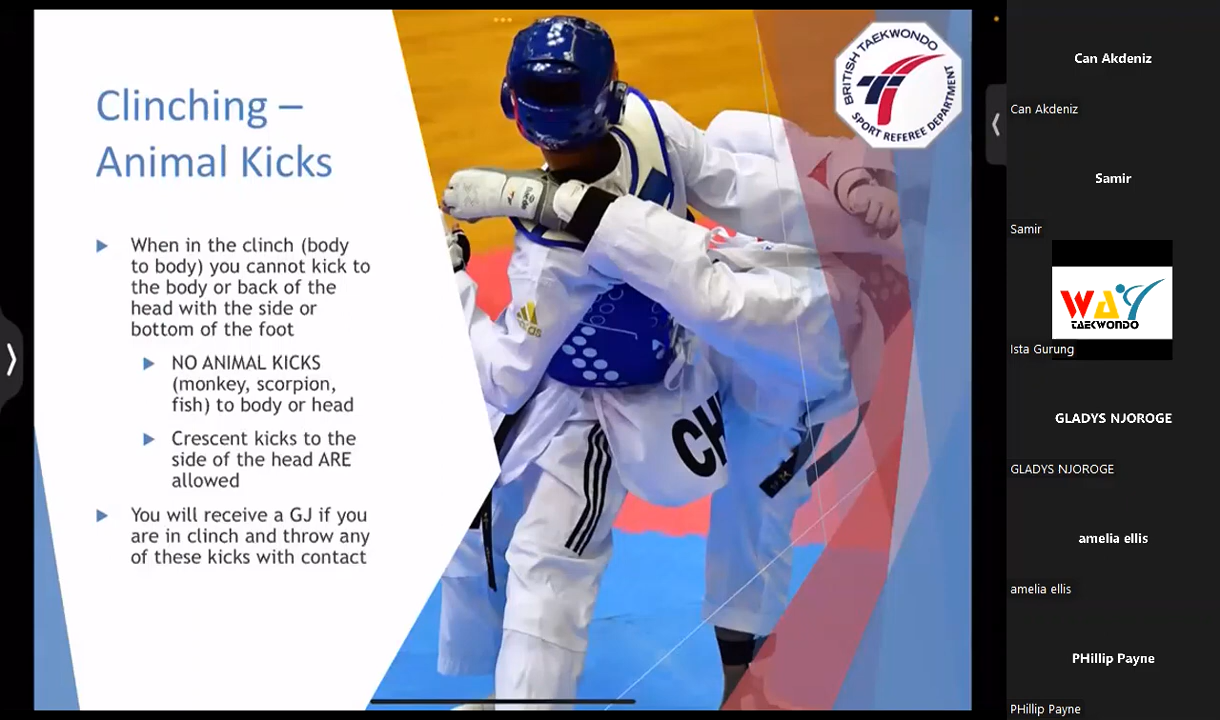 Clinching –
Animal Kicks
When in the clinch (body
to body) you cannot kick to
the body or back of the
head with the side or
bottom of the foot
NO ANIMAL KICKS
(monkey, scorpion,
fish) to body or head
Crescent kicks to the
side of the head ARE
allowed
You will receive a GJ if you
are in clinch and throw any
of these kicks with contact
BRITISH TAEKWONDO
SPORT REFEREE DEPARTMENT
CH
Can Akdeniz
Can Akdeniz
Samir
Samir
WAY
TAEKWONDO
Ista Gurung
GLADYS NJOROGE
GLADYS NJOROGE
amelia ellis
amelia ellis
PHillip Payne
PHillip Payne